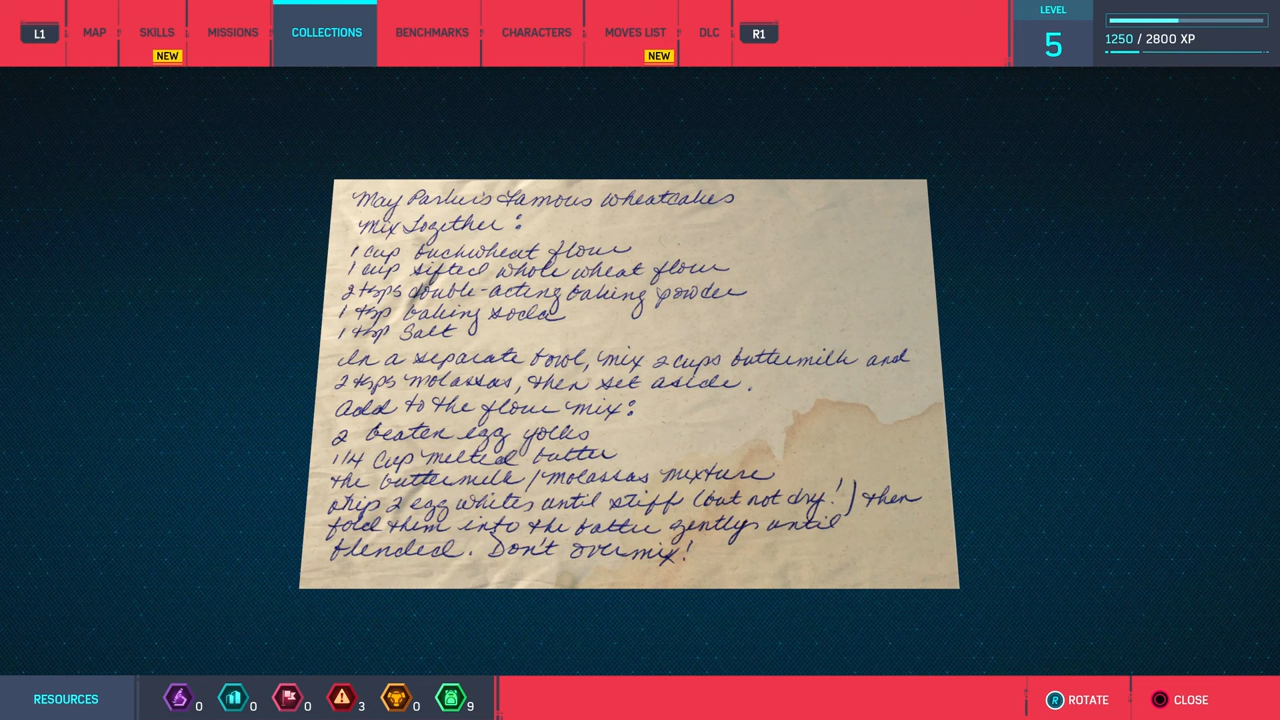 L1
MAP
SKILLS
NEW
MISSIONS
COLLECTIONS
BENCHMARKS
CHARACTERS
MOVES LIST
NEW
DLC
R1
LEVEL
5
1250 / 2800 XP
May Parker's Famous Wheatcakes
Mix Together:
1 cup buckwheat flour
1 cup sifted whole wheat flour
2 tsps double-acting baking powder
1 tsp baking soda
1 tsp Salt
In a separate bowl, mix 2 cups buttermilk and
2 tsps molassas, then set aside.
Add to the flour mix:
2 beaten egg yolks
1/4 Cup melted butter
the buttermilk / molassas mixture
whip 2 egg whites until stiff (but not dry!) then
fold them into the batter gently until
blended. Don't overmix!
RESOURCES
0
0
0
3
0
9
R ROTATE
CLOSE